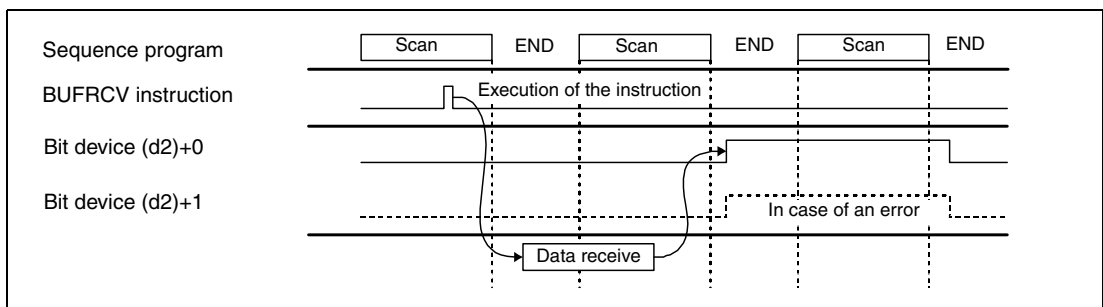 Sequence program Scan END Scan END Scan END
BUFRCV instruction Execution of the instruction
Bit device (d2)+0
Bit device (d2)+1 In case of an error
Data receive